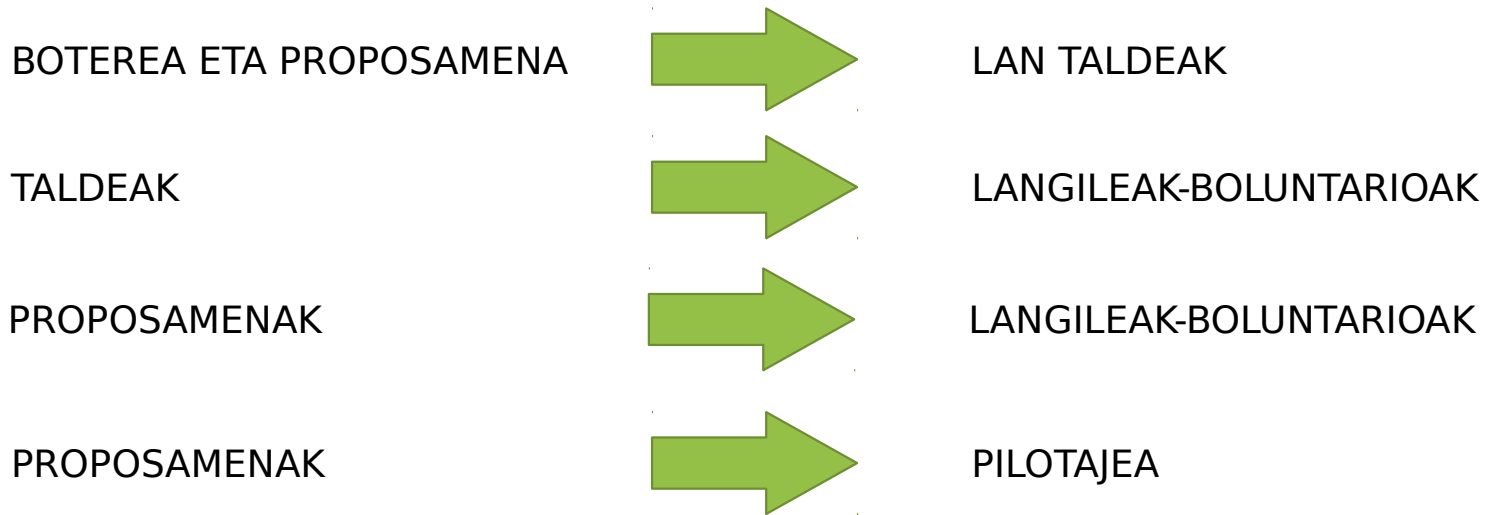 BOTEREA ETA PROPOSAMENA LAN TALDEAK
TALDEAK LANGILEAK-BOLUNTARIOAK
PROPOSAMENAK LANGILEAK-BOLUNTARIOAK
PROPOSAMENAK PILOTAJEA